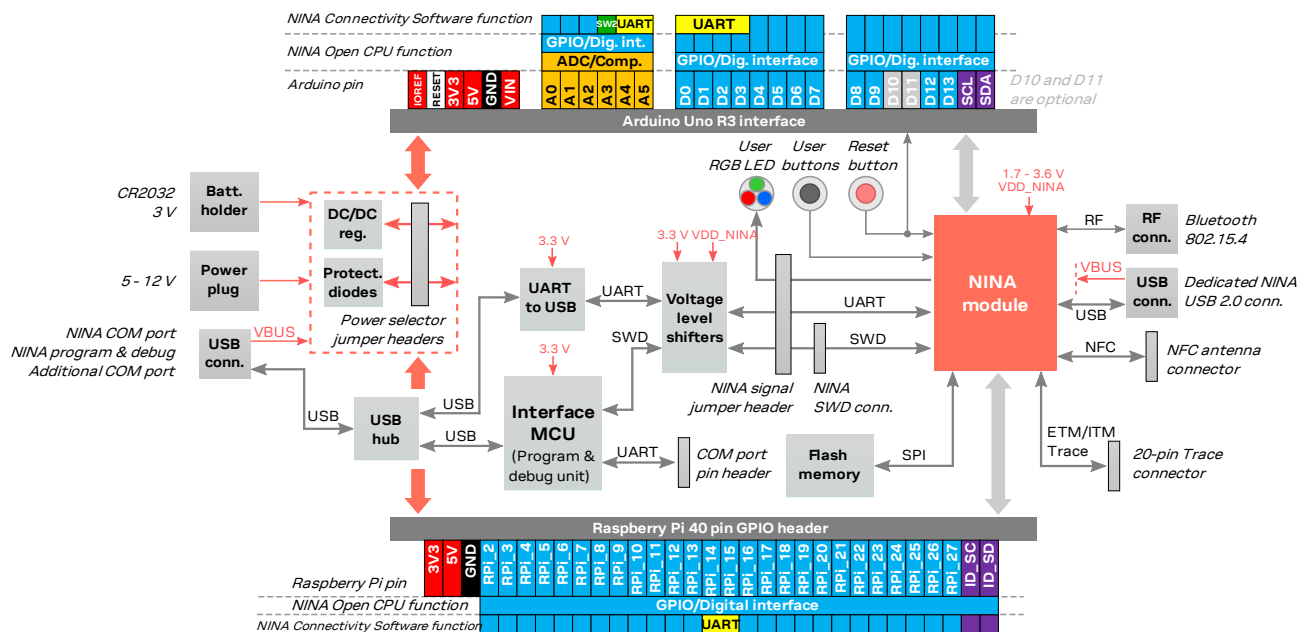 NINA Connectivity Software function
SW2 UART
UART
NINA Open CPU function
GPIO/Dig. int.
GPIO/Dig. interface
GPIO/Dig. interface
ADC/Comp.
Arduino pin
IOREF RESET 3V3 5V GND VIN
A0 A1 A2 A3 A4 A5
D0 D1 D2 D3 D4 D5 D6 D7
D8 D9 D10 D11 D12 D13 SCL SDA
D10 and D11
are optional
Arduino Uno R3 interface
User
RGB LED
User
buttons
Reset
button
1.7 - 3.6 V
VDD_NINA
CR2032
3 V
Batt.
holder
DC/DC
reg.
RF
RF
conn.
Bluetooth
802.15.4
5 - 12 V
Power
plug
Protect.
diodes
Power selector
jumper headers
3.3 V
UART
to USB
UART
3.3 V VDD_NINA
Voltage
level
shifters
UART
NINA
module
VBUS
USB
USB
conn.
Dedicated NINA
USB 2.0 conn.
NINA COM port
NINA program & debug
Additional COM port
USB
conn.
VBUS
SWD
SWD
NFC
NFC antenna
connector
3.3 V
NINA signal
jumper header
NINA
SWD conn.
USB
USB
hub
USB
USB
Interface
MCU
(Program &
debug unit)
UART
COM port
pin header
Flash
memory
SPI
ETM/ITM
Trace
20-pin Trace
connector
Raspberry Pi 40 pin GPIO header
Raspberry Pi pin
3V3 5V GND RPi_2 RPi_3 RPi_4 RPi_5 RPi_6 RPi_7 RPi_8 RPi_9 RPi_10 RPi_11 RPi_12 RPi_13 RPi_14 RPi_15 RPi_16 RPi_17 RPi_18 RPi_19 RPi_20 RPi_21 RPi_22 RPi_23 RPi_24 RPi_25 RPi_26 RPi_27 ID_SC ID_SD
NINA Open CPU function
GPIO/Digital interface
NINA Connectivity Software function
UART